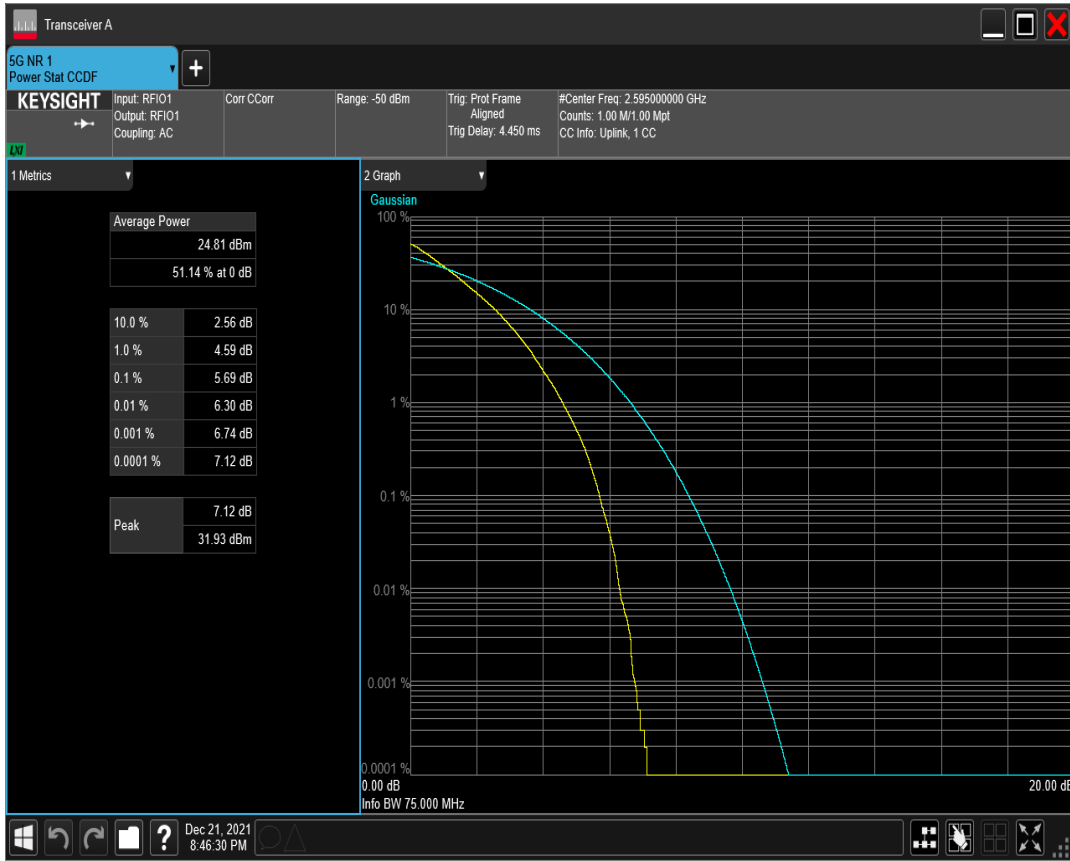 Transceiver A
5G NR 1
Power Stat CCDF
+
KEYSIGHT
LXI
Input: RFIO1
Output: RFIO1
Coupling: AC
Corr CCorr
Range: -50 dBm
Trig: Prot Frame
Aligned
Trig Delay: 4.450 ms
#Center Freq: 2.595000000 GHz
Counts: 1.00 M/1.00 Mpt
CC Info: Uplink, 1 CC
1 Metrics
Average Power
24.81 dBm
51.14 % at 0 dB
10.0 % 2.56 dB
1.0 % 4.59 dB
0.1 % 5.69 dB
0.01 % 6.30 dB
0.001 % 6.74 dB
0.0001 % 7.12 dB
Peak
7.12 dB
31.93 dBm
2 Graph
Gaussian
100 %
10 %
1 %
0.1 %
0.01 %
0.001 %
0.0001 %
0.00 dB 20.00 dB
Info BW 75.000 MHz
?
Dec 21, 2021
8:46:30 PM